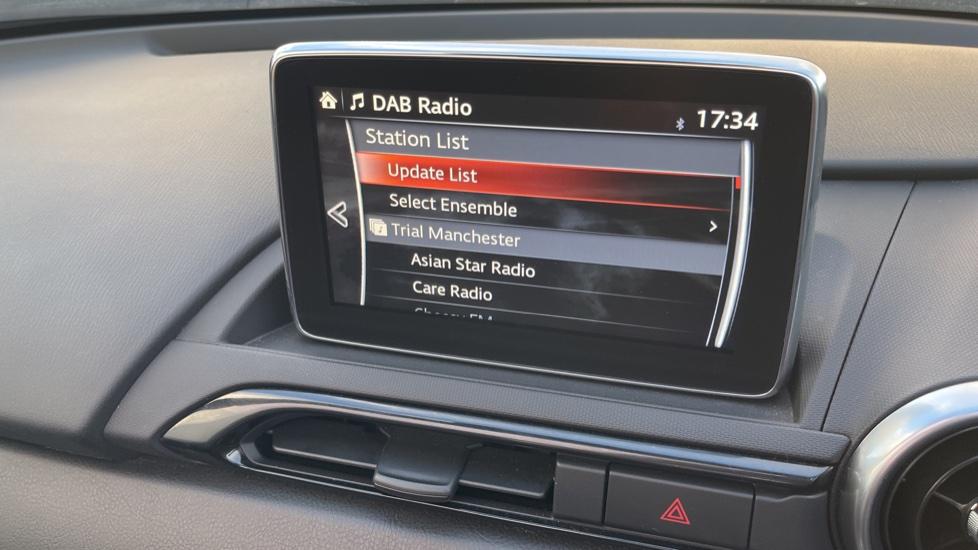 DAB Radio
17:34
Station List
Update List
Select Ensemble
Trial Manchester
Asian Star Radio
Care Radio